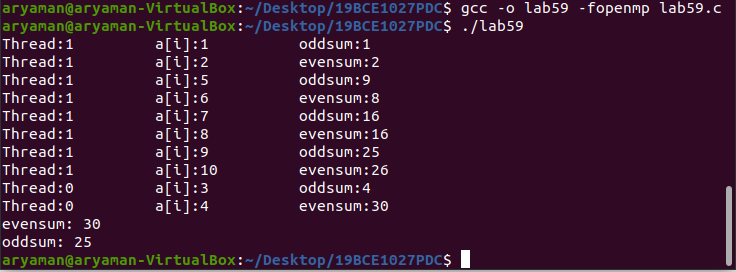 aryaman@aryaman-VirtualBox:~/Desktop/19BCE1027PDC$ gcc -o lab59 -fopenmp lab59.c
aryaman@aryaman-VirtualBox:~/Desktop/19BCE1027PDC$ ./lab59
Thread:1 a[i]:1 oddsum:1
Thread:1 a[i]:2 evensum:2
Thread:1 a[i]:5 oddsum:9
Thread:1 a[i]:6 evensum:8
Thread:1 a[i]:7 oddsum:16
Thread:1 a[i]:8 evensum:16
Thread:1 a[i]:9 oddsum:25
Thread:1 a[i]:10 evensum:26
Thread:0 a[i]:3 oddsum:4
Thread:0 a[i]:4 evensum:30
evensum: 30
oddsum: 25
aryaman@aryaman-VirtualBox:~/Desktop/19BCE1027PDC$